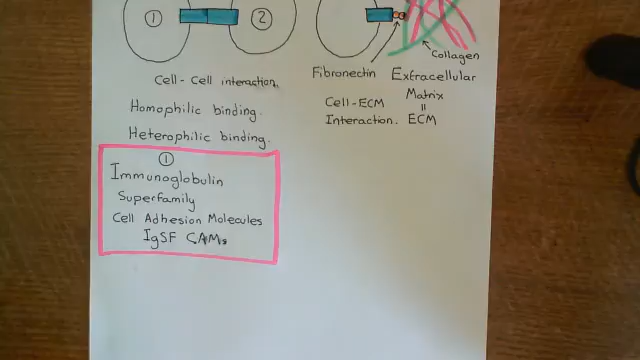 ① ②
Cell-Cell interaction.
Homophilic binding.
Heterophilic binding.
①
Immunoglobulin
Superfamily
Cell Adhesion Molecules
IgSF CAMs
Collagen
Fibronectin Extracellular
Matrix
=
ECM
Cell-ECM
Interaction.